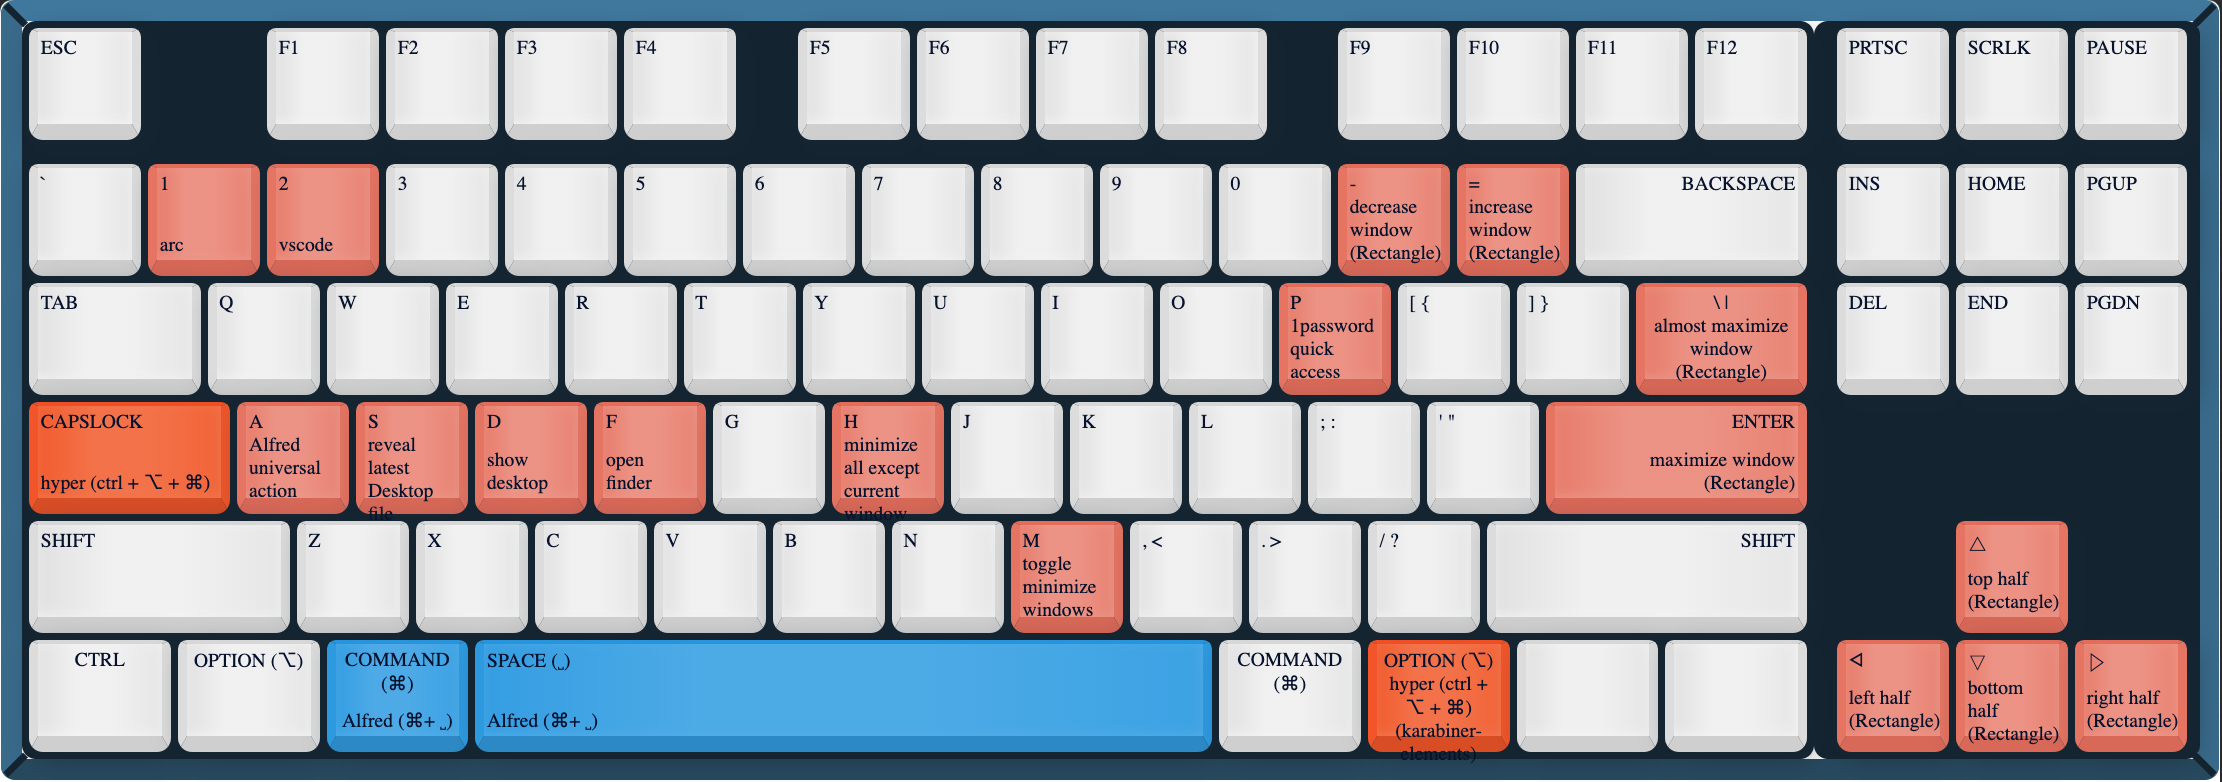 ESC
F1
F2
F3
F4
F5
F6
F7
F8
F9
F10
F11
F12
PRTSC
SCRLK
PAUSE
`
1
arc
2
vscode
3
4
5
6
7
8
9
0
-
decrease
window
(Rectangle)
=
increase
window
(Rectangle)
BACKSPACE
INS
HOME
PGUP
TAB
Q
W
E
R
T
Y
U
I
O
P
1password
quick
access
[ {
] }
\ |
almost maximize
window
(Rectangle)
DEL
END
PGDN
CAPSLOCK
hyper (ctrl + ⌥ + ⌘)
A
Alfred
universal
action
S
reveal
latest
Desktop
file
D
show
desktop
F
open
finder
G
H
minimize
all except
current
window
J
K
L
; :
' "
ENTER
maximize window
(Rectangle)
SHIFT
Z
X
C
V
B
N
M
toggle
minimize
windows
, <
. >
/ ?
SHIFT
△
top half
(Rectangle)
CTRL
OPTION (⌥)
COMMAND
(⌘)
Alfred (⌘+ ⎵)
SPACE (⎵)
Alfred (⌘+ ⎵)
COMMAND
(⌘)
OPTION (⌥)
hyper (ctrl +
⌥ + ⌘)
(karabiner-
elements)
◁
left half
(Rectangle)
▽
bottom
half
(Rectangle)
▷
right half
(Rectangle)